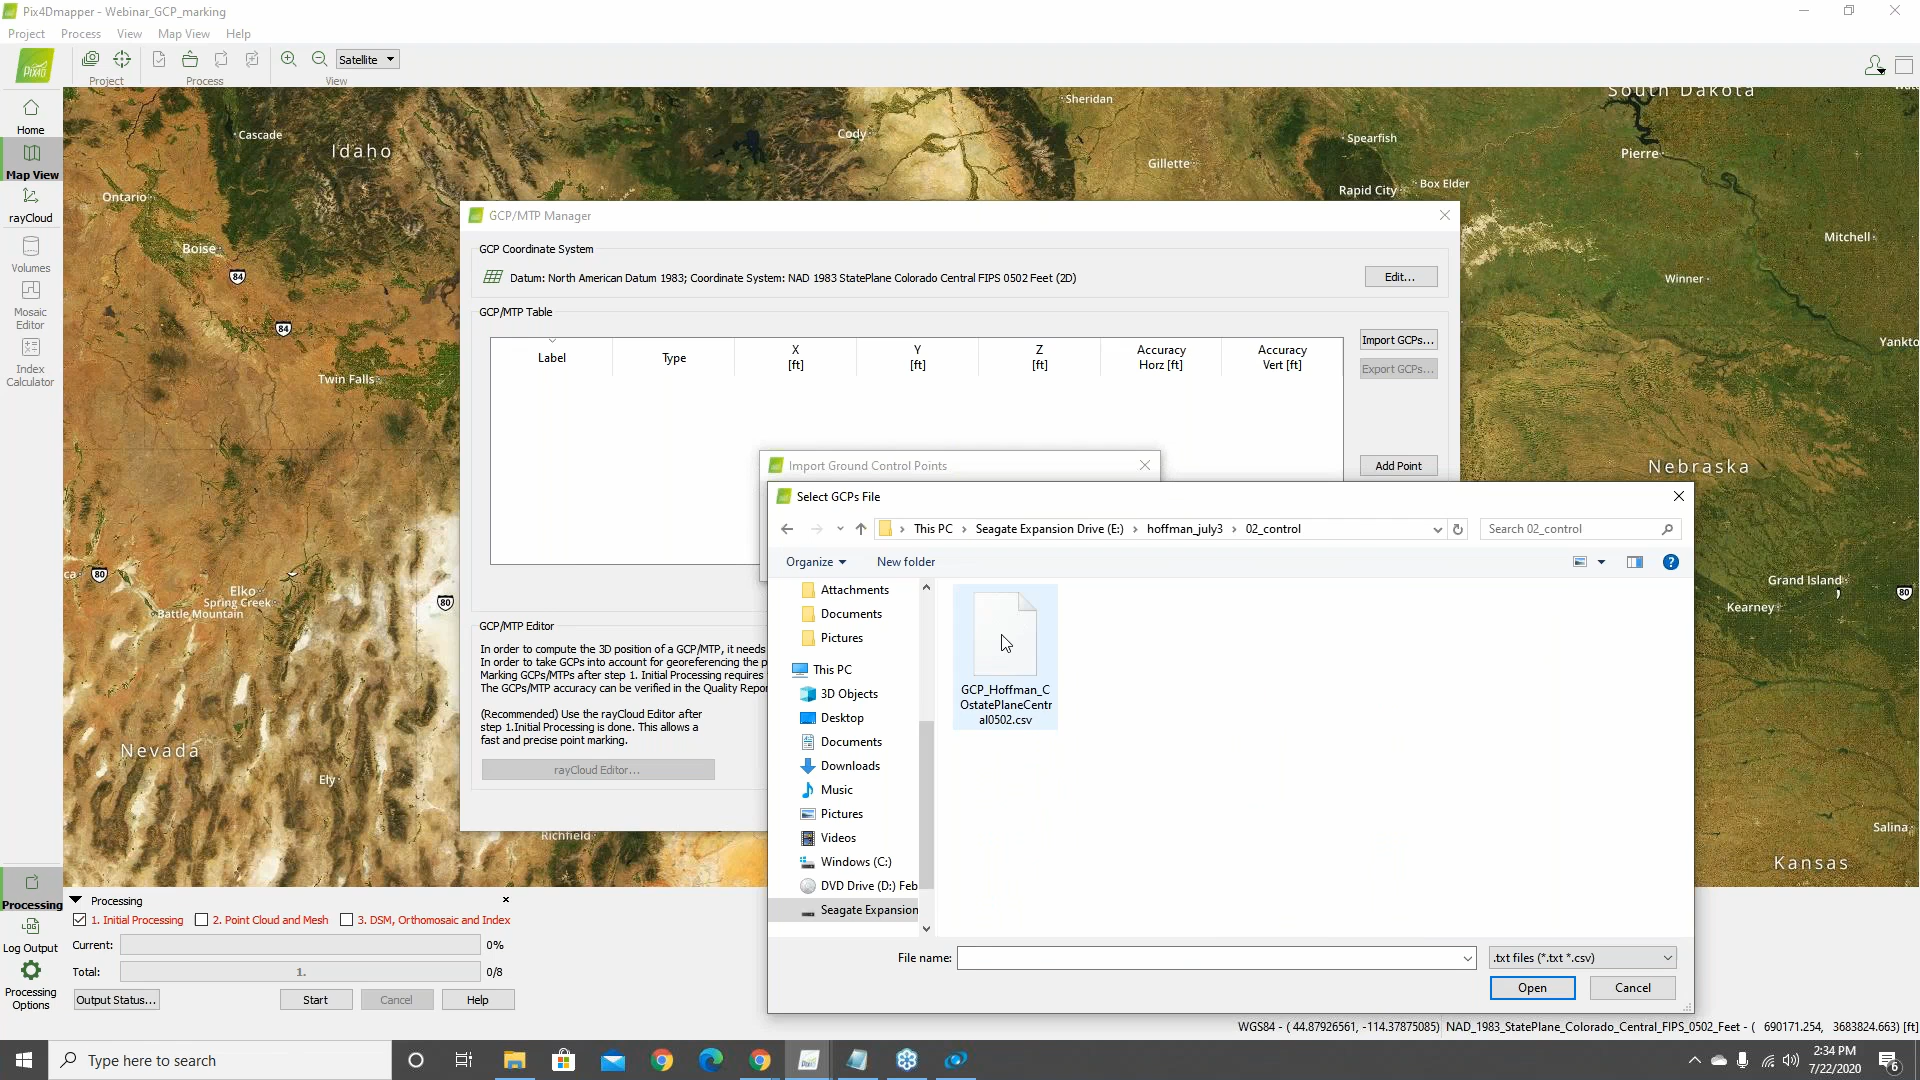 Pix4Dmapper - Webinar_GCP_marking
Project
Process
View
Map View
Help
PIX4D
Project
Process
Satellite
View
Home
Map View
rayCloud
Volumes
Mosaic
Editor
Index
Calculator
Processing
Log Output
Processing
Options
South Dakota
Sheridan
Cascade
Idaho
Cody
Spearfish
Gillette
Pierre
Rapid City
Box Elder
Ontario
Mitchell
Boise
84
Winner
84
Yankto
Twin Falls
Nebraska
80
Elko
Spring Creek
Battle Mountain
80
Grand Island
Kearney
80
Nevada
Ely
Richfield
Salina
Kansas
GCP/MTP Manager
GCP Coordinate System
Datum: North American Datum 1983; Coordinate System: NAD 1983 StatePlane Colorado Central FIPS 0502 Feet (2D)
Edit...
GCP/MTP Table
Label
Type
X
[ft]
Y
[ft]
Z
[ft]
Accuracy
Horz [ft]
Accuracy
Vert [ft]
Import GCPs...
Export GCPs...
Add Point
GCP/MTP Editor
In order to compute the 3D position of a GCP/MTP, it needs
In order to take GCPs into account for georeferencing the p
Marking GCPs/MTPs after step 1. Initial Processing requires
The GCPs/MTP accuracy can be verified in the Quality Repor
(Recommended) Use the rayCloud Editor after
step 1.Initial Processing is done. This allows a
fast and precise point marking.
rayCloud Editor...
Import Ground Control Points
Select GCPs File
This PC
Seagate Expansion Drive (E:)
hoffman_july3
02_control
Search 02_control
Organize
New folder
Attachments
Documents
Pictures
This PC
3D Objects
Desktop
Documents
Downloads
Music
Pictures
Videos
Windows (C:)
DVD Drive (D:) Feb
Seagate Expansion
GCP_Hoffman_C
OstatePlaneCentr
al0502.csv
File name:
.txt files (*.txt *.csv)
Open
Cancel
Processing
1. Initial Processing
2. Point Cloud and Mesh
3. DSM, Orthomosaic and Index
Current:
0%
Total:
1.
0/8
Output Status...
Start
Cancel
Help
WGS84 - ( 44.87926561, -114.37875085) NAD_1983_StatePlane_Colorado_Central_FIPS_0502_Feet - ( 690171.254, 3683824.663) [ft]
Type here to search
2:34 PM
7/22/2020
6